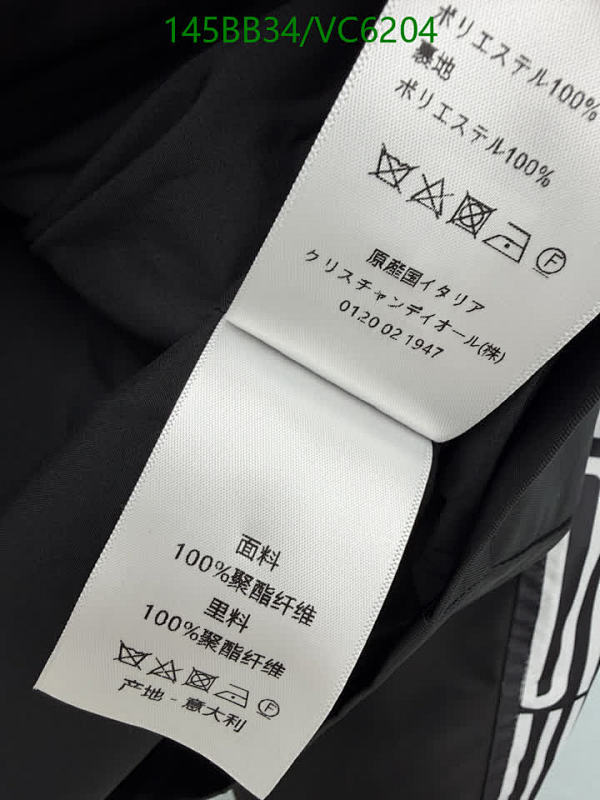 145BB34/VC6204
ポリエステル100%
裏地
ポリエステル100%
F
原産国イタリア
クリスチャンディオール(株)
0120 02 1947
面料
100%聚酯纤维
里料
100%聚酯纤维
F
产地 - 意大利